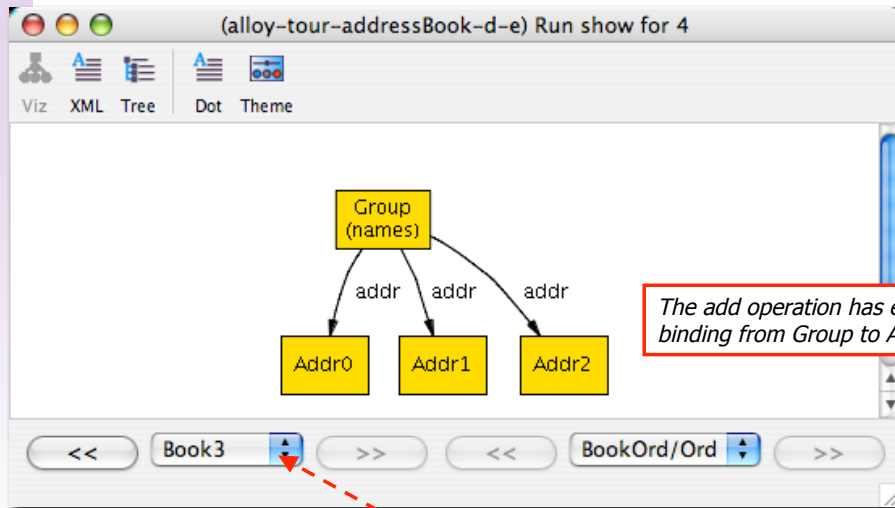 (alloy-tour-addressBook-d-e) Run show for 4
Viz XML Tree Dot Theme
Group
(names)
addr addr addr
Addr0 Addr1 Addr2
The add operation has
binding from Group to
<< Book3 >> << BookOrd/Ord >>